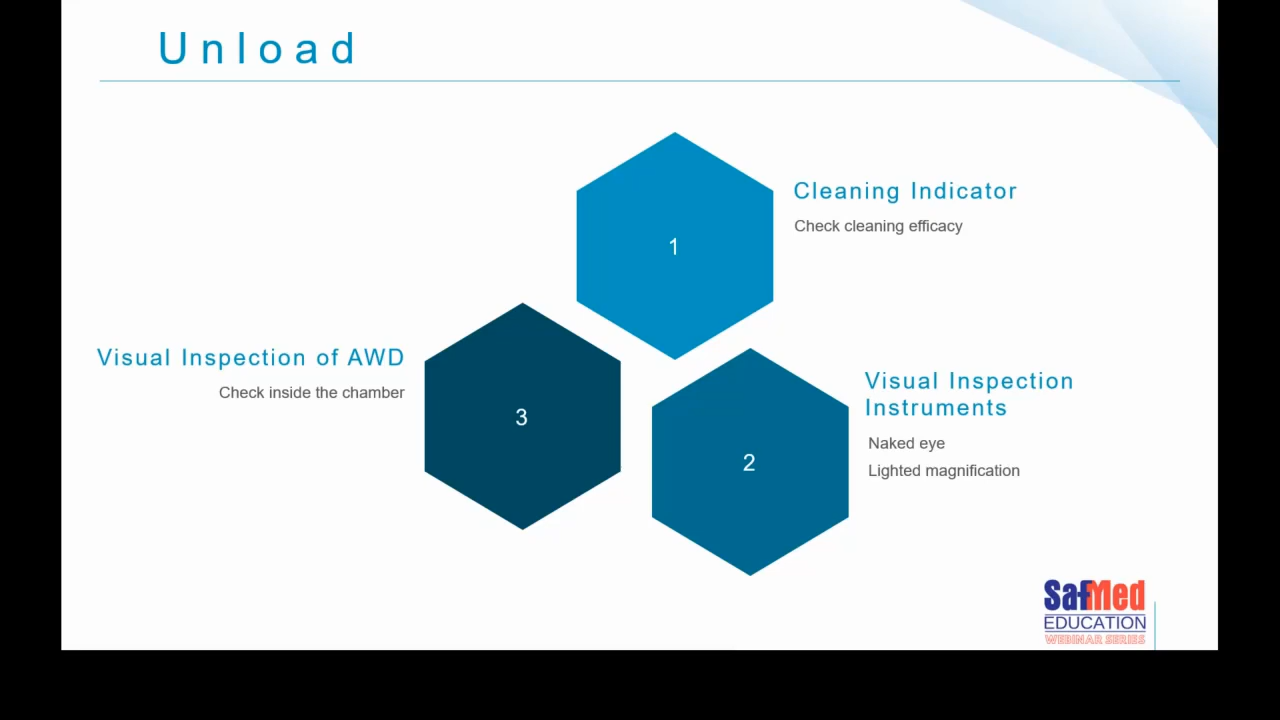 Unload
1
Cleaning Indicator
Check cleaning efficacy
2
Visual Inspection
Instruments
Naked eye
Lighted magnification
3
Visual Inspection of AWD
Check inside the chamber
SafMed
EDUCATION
WEBINAR SERIES